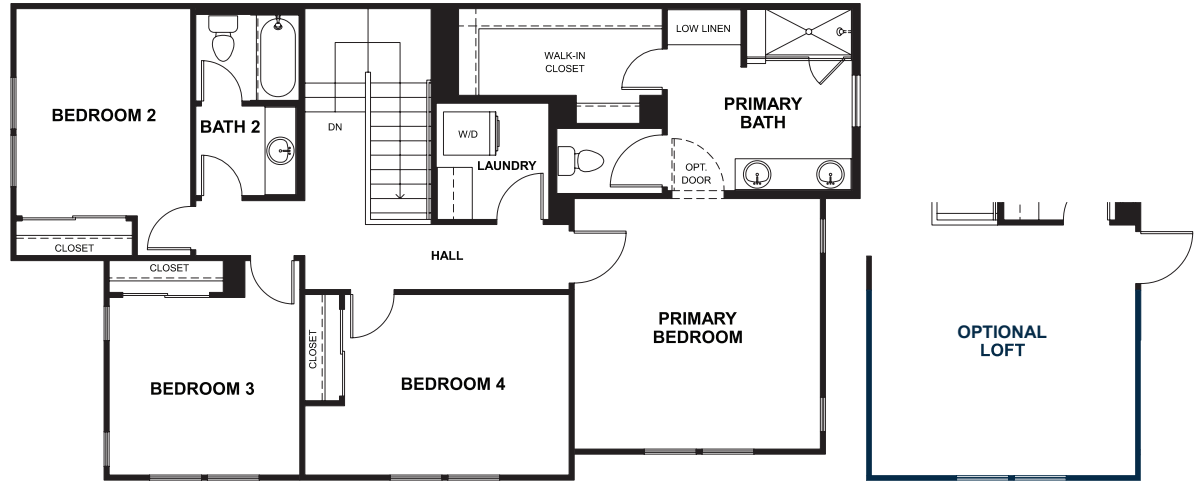 LOW LINEN
WALK-IN
CLOSET
BEDROOM 2
BATH 2
DN
W/D
LAUNDRY
PRIMARY
BATH
OPT.
DOOR
CLOSET
HALL
CLOSET
CLOSET
BEDROOM 3
BEDROOM 4
PRIMARY
BEDROOM
OPTIONAL
LOFT